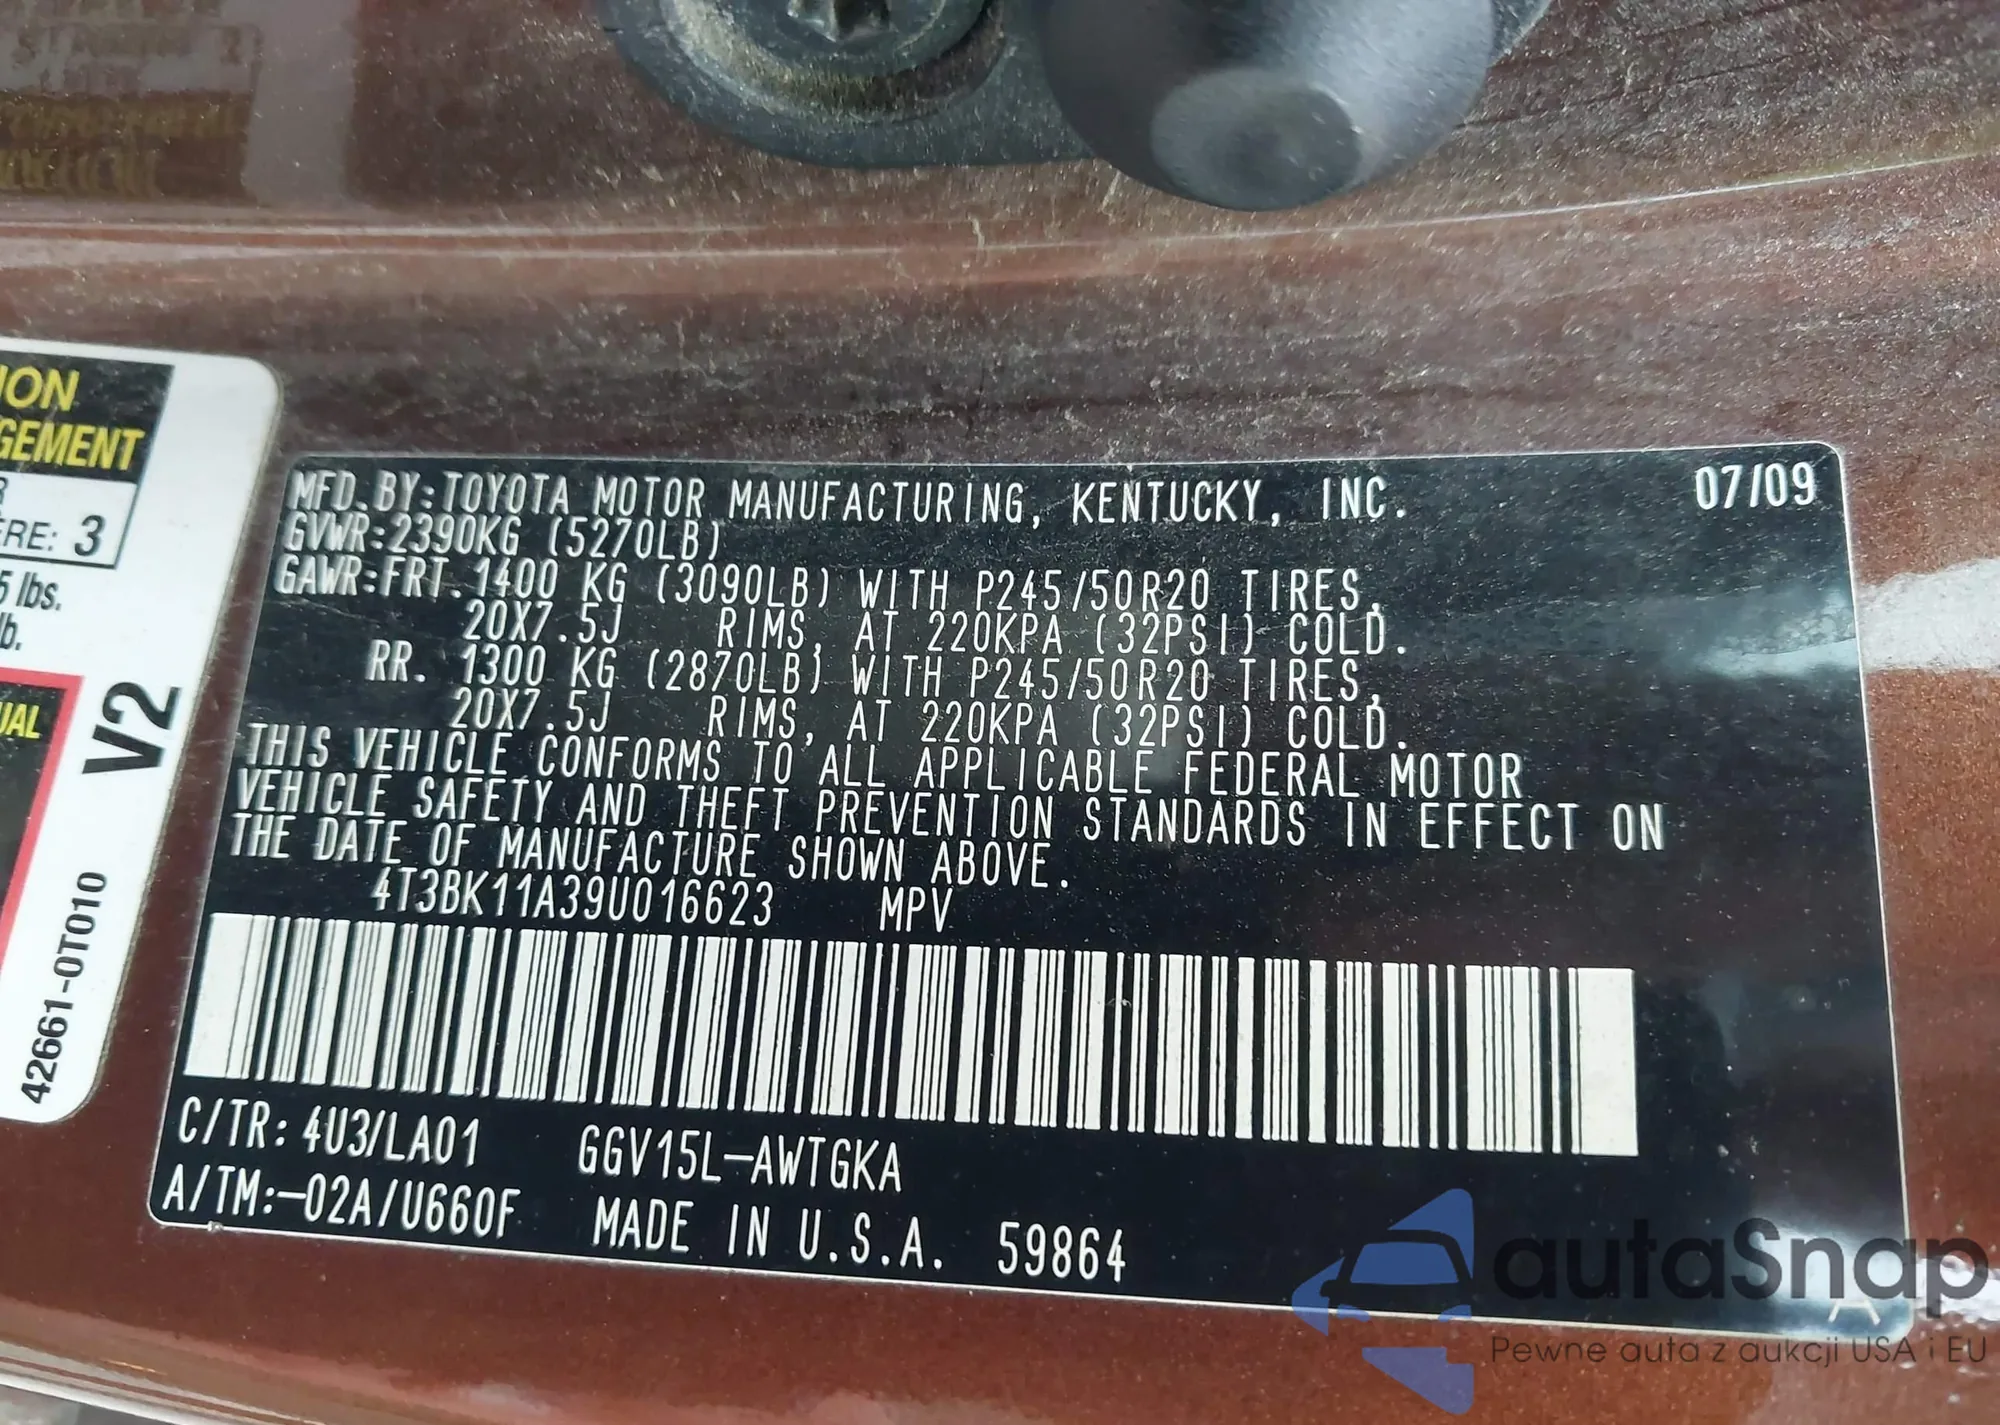 ION
GEMENT
ERE: 3
5 lbs.
lb.
UAL
V2
42661-0T010
MFD. BY: TOYOTA MOTOR MANUFACTURING, KENTUCKY, INC. 07/09
GVWR: 2390KG (5270LB)
GAWR: FRT. 1400 KG (3090LB) WITH P245/50R20 TIRES,
20X7.5J RIMS, AT 220KPA (32PSI) COLD.
RR. 1300 KG (2870LB) WITH P245/50R20 TIRES,
20X7.5J RIMS, AT 220KPA (32PSI) COLD.
THIS VEHICLE CONFORMS TO ALL APPLICABLE FEDERAL MOTOR
VEHICLE SAFETY AND THEFT PREVENTION STANDARDS IN EFFECT ON
THE DATE OF MANUFACTURE SHOWN ABOVE.
4T3BK11A39U016623 MPV
C/TR: 4U3/LA01 GGV15L-AWTGKA
A/TM:-02A/U660F MADE IN U.S.A. 59864
A
autaSnap
Pewne auta z aukcji USA i EU